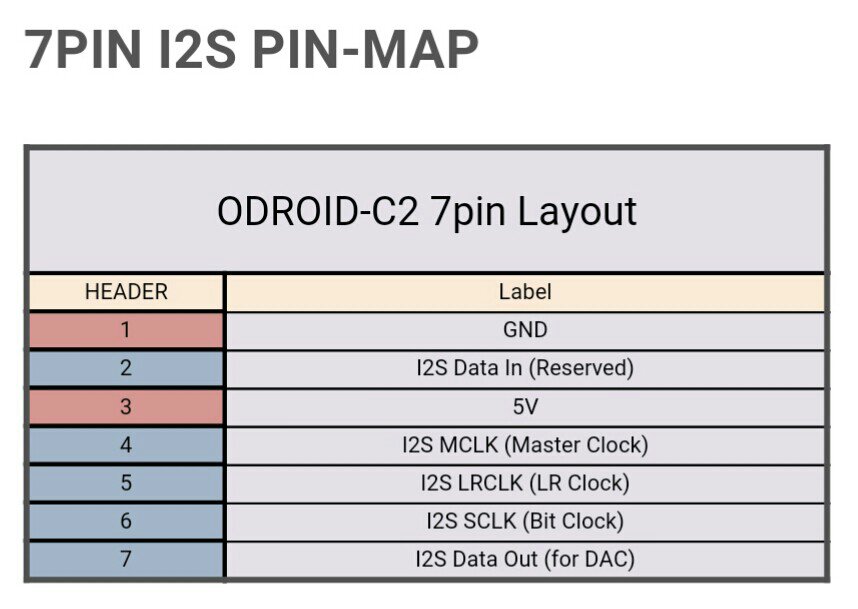 7PIN I2S PIN-MAP
ODROID-C2 7pin Layout
HEADER Label
1 GND
2 I2S Data In (Reserved)
3 5V
4 I2S MCLK (Master Clock)
5 I2S LRCLK (LR Clock)
6 I2S SCLK (Bit Clock)
7 I2S Data Out (for DAC)